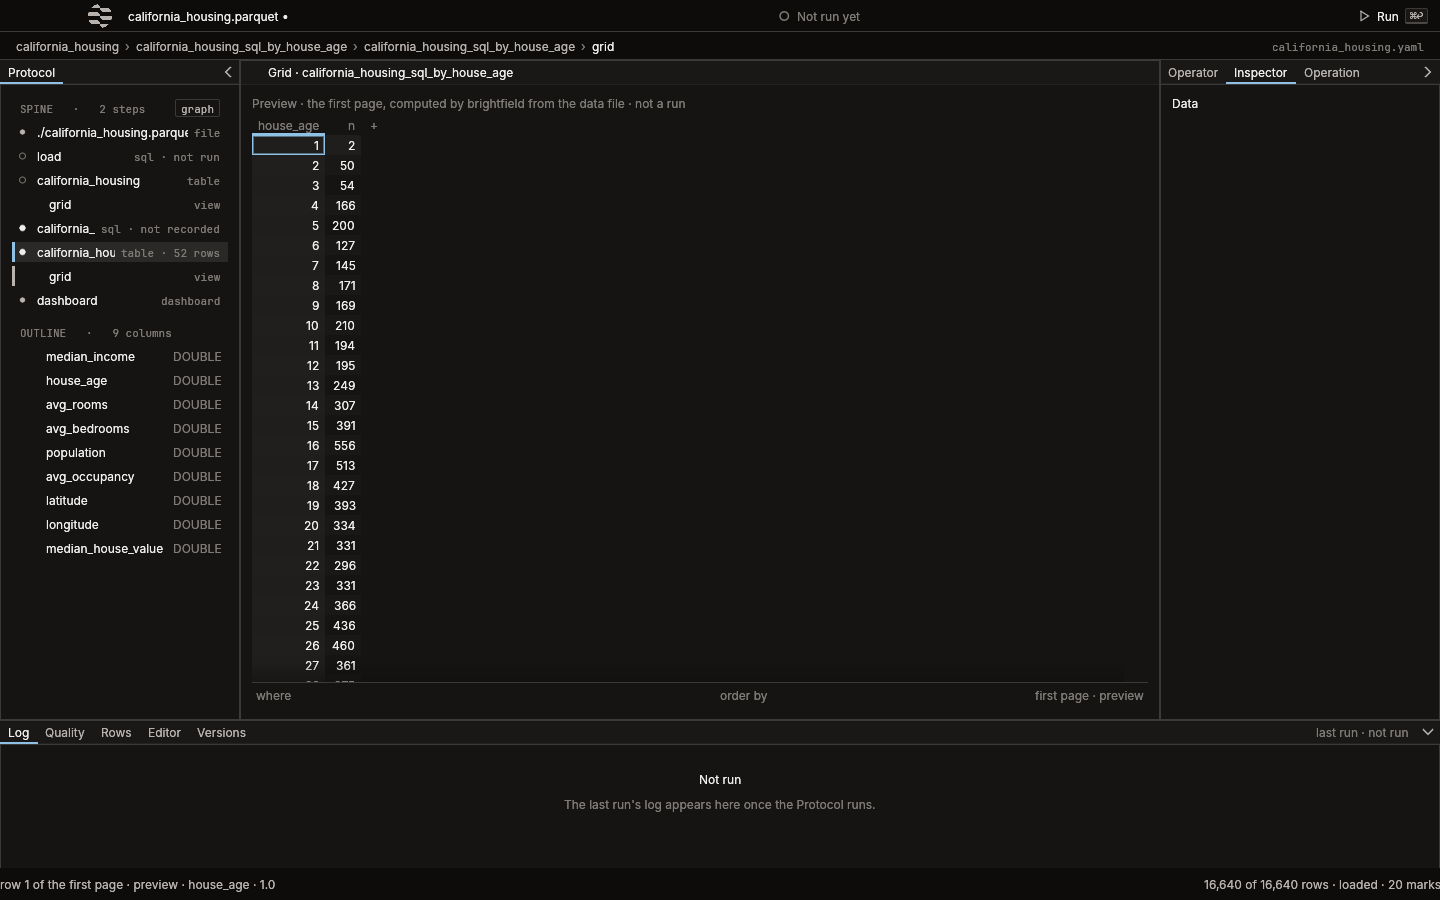 california_housing.parquet •
Not run yet
Run ⌘⏎
california_housing › california_housing_sql_by_house_age › california_housing_sql_by_house_age › grid
california_housing.yaml
Protocol
Grid · california_housing_sql_by_house_age
Operator Inspector Operation
SPINE · 2 steps graph
./california_housing.parque file
load sql · not run
california_housing table
grid view
california_ sql · not recorded
california_hou table · 52 rows
grid view
dashboard dashboard
OUTLINE · 9 columns
median_income DOUBLE
house_age DOUBLE
avg_rooms DOUBLE
avg_bedrooms DOUBLE
population DOUBLE
avg_occupancy DOUBLE
latitude DOUBLE
longitude DOUBLE
median_house_value DOUBLE
Preview · the first page, computed by brightfield from the data file · not a run
house_age n +
1 2
2 50
3 54
4 166
5 200
6 127
7 145
8 171
9 169
10 210
11 194
12 195
13 249
14 307
15 391
16 556
17 513
18 427
19 393
20 334
21 331
22 296
23 331
24 366
25 436
26 460
27 361
where order by first page · preview
Data
Log Quality Rows Editor Versions
last run · not run
Not run
The last run's log appears here once the Protocol runs.
row 1 of the first page · preview · house_age · 1.0
16,640 of 16,640 rows · loaded · 20 marks